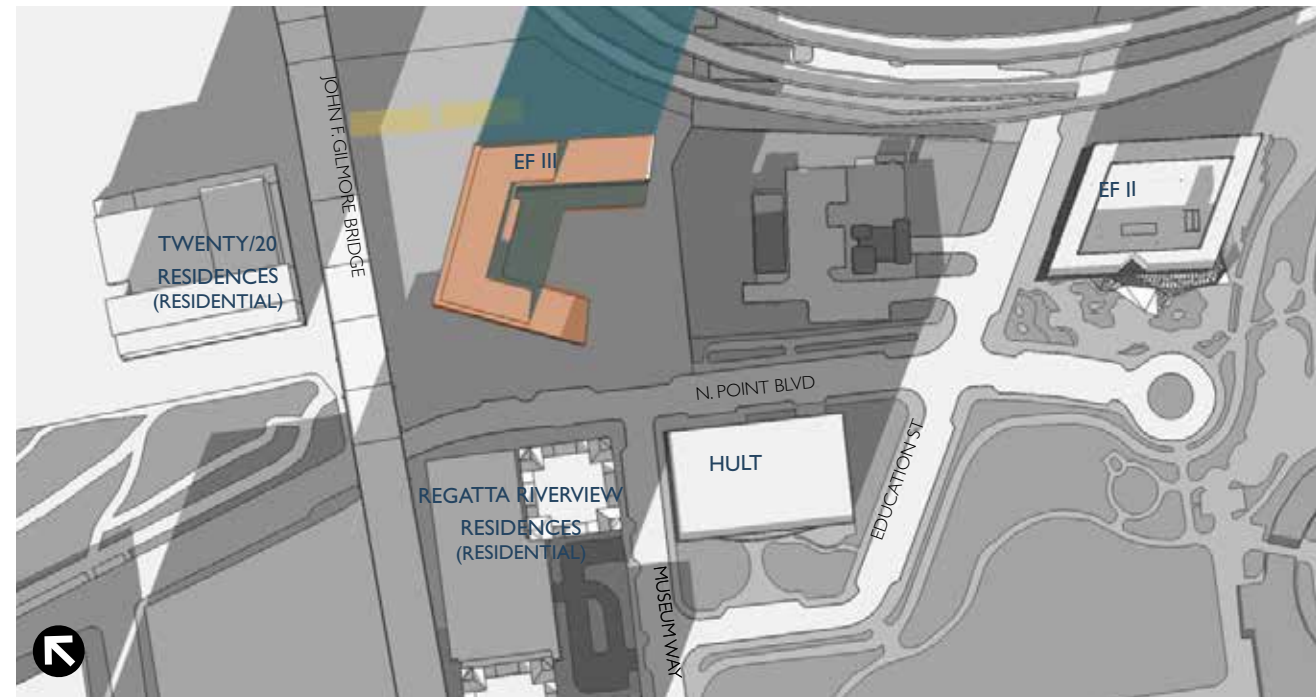 JOHN F. GILMORE BRIDGE
EF III
EF II
TWENTY/20
RESIDENCES
(RESIDENTIAL)
N. POINT BLVD
HULT
EDUCATION ST
REGATTA RIVERVIEW
RESIDENCES
(RESIDENTIAL)
MUSEUM WAY